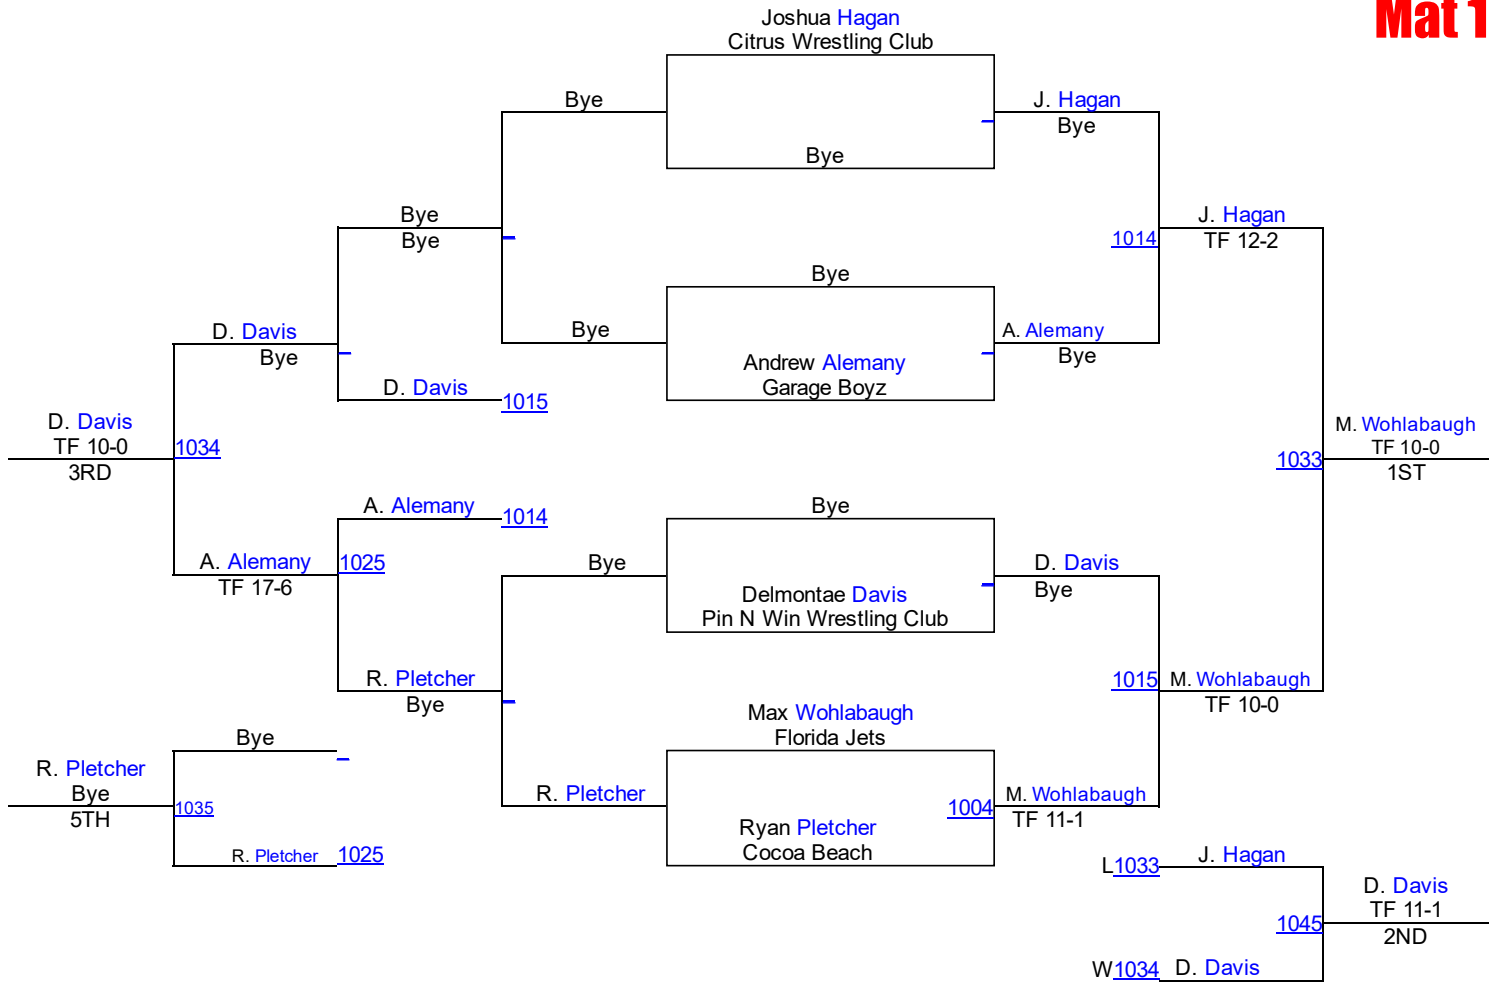 Mat 1
Joshua Hagan
Citrus Wrestling Club
Bye
J. Hagan
Bye
Bye
Bye
Bye
J. Hagan
1014
TF 12-2
Bye
Bye
A. Alemany
Bye
D. Davis
Bye
Andrew Alemany
Garage Boyz
D. Davis
1015
D. Davis
TF 10-0
3RD
1034
M. Wohlabaugh
TF 10-0
1ST
1033
A. Alemany
1014
Bye
A. Alemany
TF 17-6
1025
Bye
D. Davis
Bye
Delmontae Davis
Pin N Win Wrestling Club
R. Pletcher
Bye
1015
M. Wohlabaugh
TF 10-0
Max Wohlabaugh
Florida Jets
Bye
R. Pletcher
Bye
5TH
1035
R. Pletcher
1004
M. Wohlabaugh
TF 11-1
Ryan Pletcher
Cocoa Beach
R. Pletcher
1025
L1033
J. Hagan
D. Davis
TF 11-1
2ND
1045
W1034
D. Davis